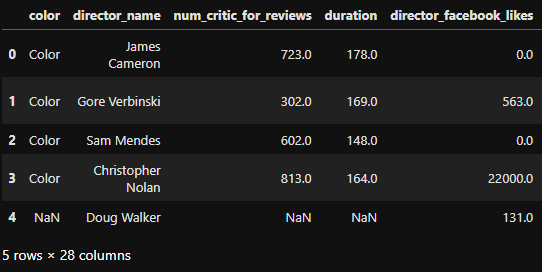 color director_name num_critic_for_reviews duration director_facebook_likes
0 Color James Cameron 723.0 178.0 0.0
1 Color Gore Verbinski 302.0 169.0 563.0
2 Color Sam Mendes 602.0 148.0 0.0
3 Color Christopher Nolan 813.0 164.0 22000.0
4 NaN Doug Walker NaN NaN 131.0
5 rows × 28 columns